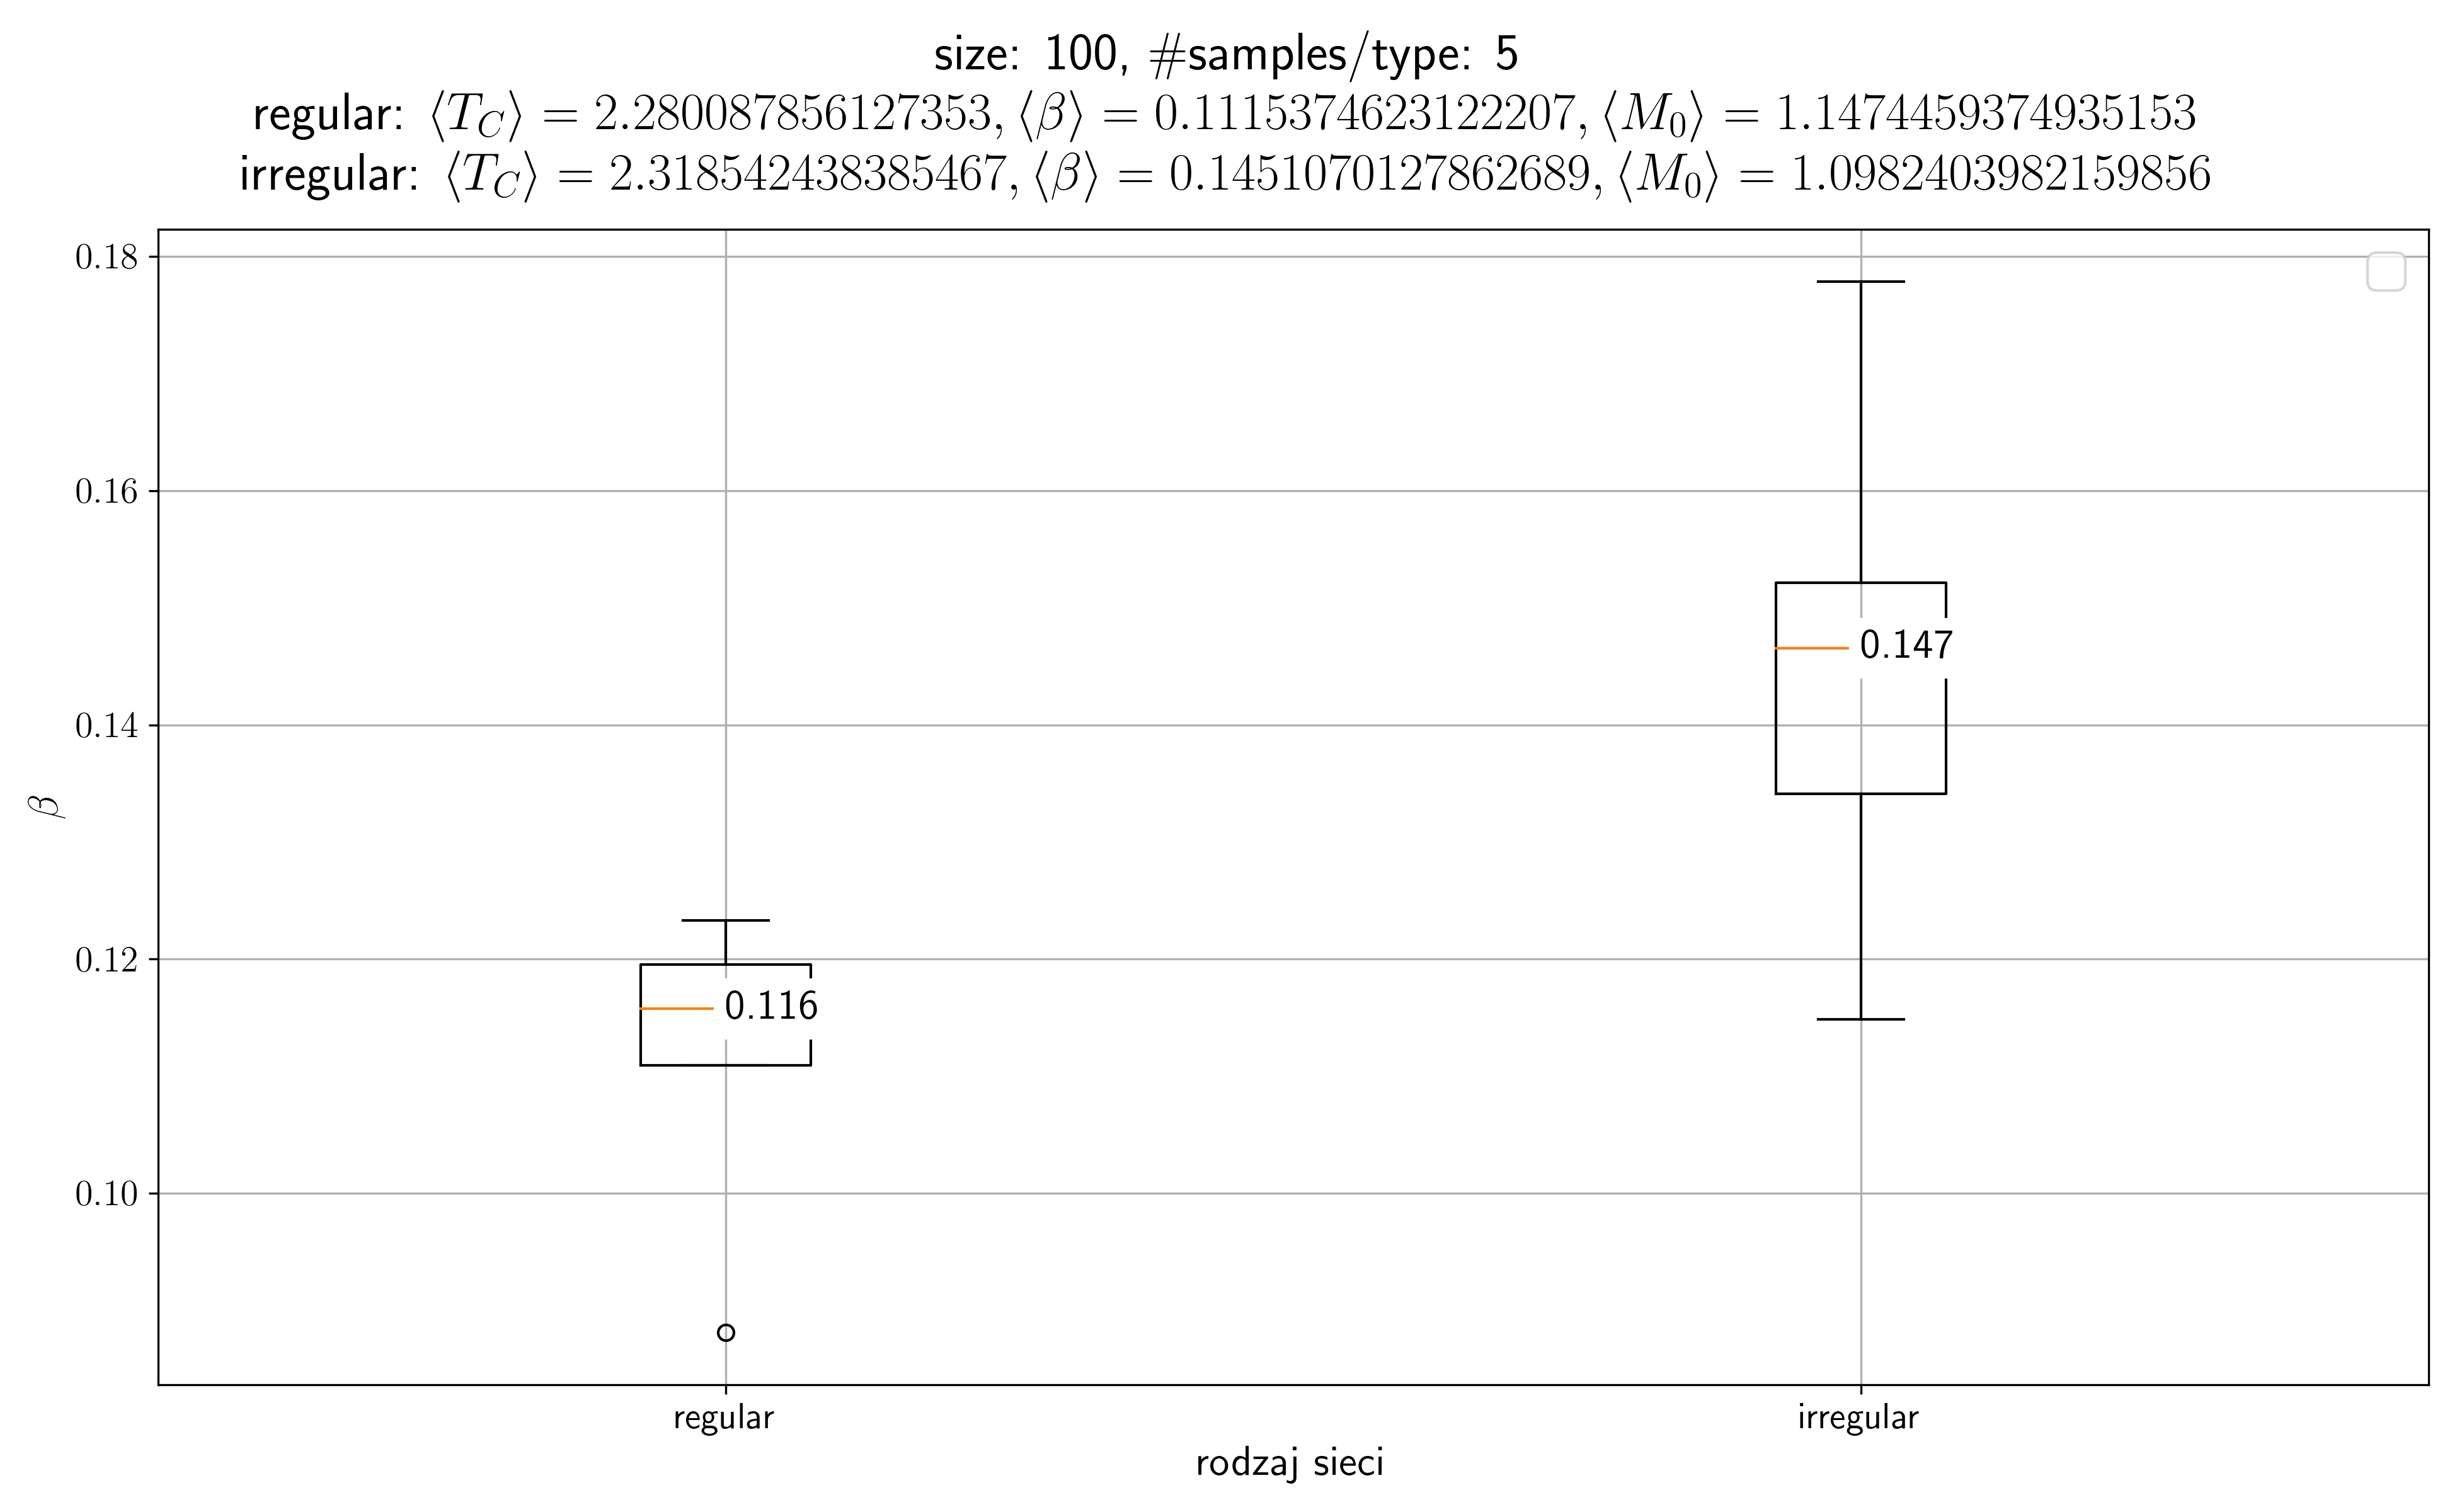 size: 100, #samples/type: 5
regular: ⟨T_C⟩ = 2.280087856127353, ⟨β⟩ = 0.1115374623122207, ⟨M_0⟩ = 1.1474459374935153
irregular: ⟨T_C⟩ = 2.318542438385467, ⟨β⟩ = 0.1451070127862689, ⟨M_0⟩ = 1.0982403982159856
0.18
0.16
0.147
0.14
β
0.12
0.116
0.10
regular
irregular
rodzaj sieci